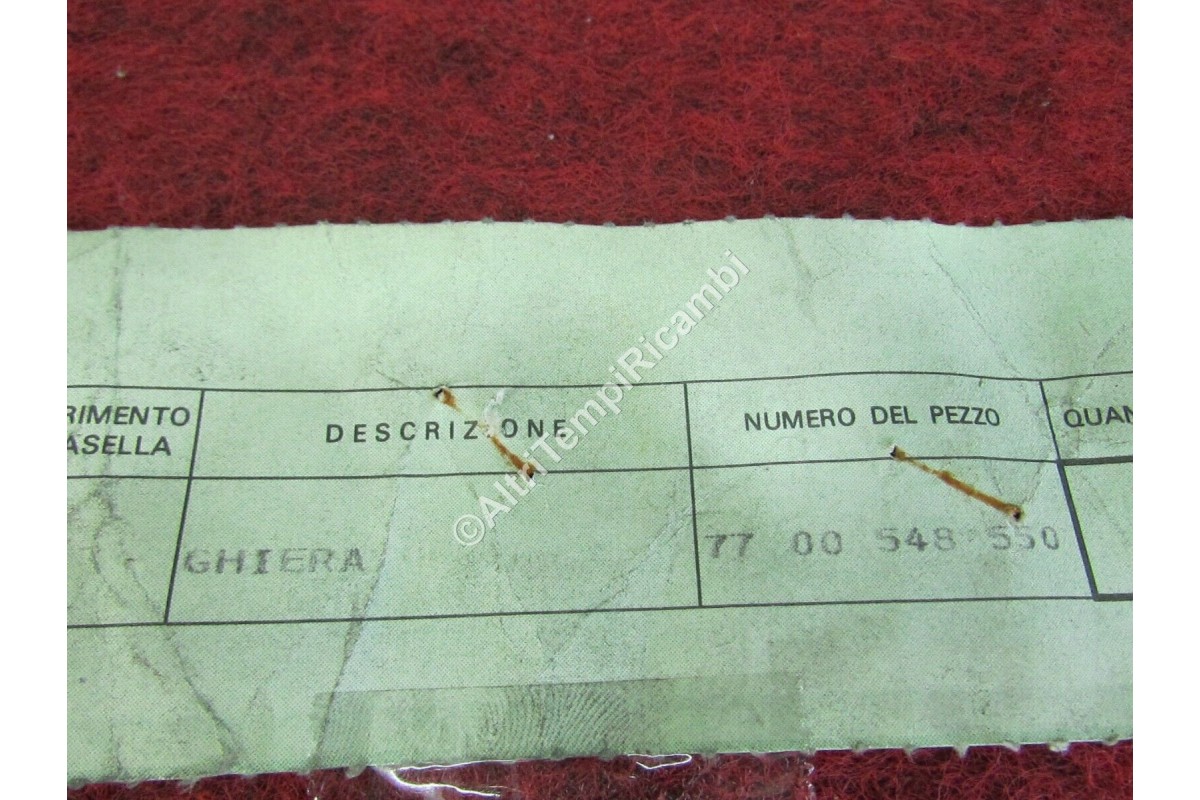 RIMENTO
ASELLA
DESCRIZIONE
NUMERO DEL PEZZO
QUAN
GHIERA
77 00 548 550
©AltriTempiRicambi